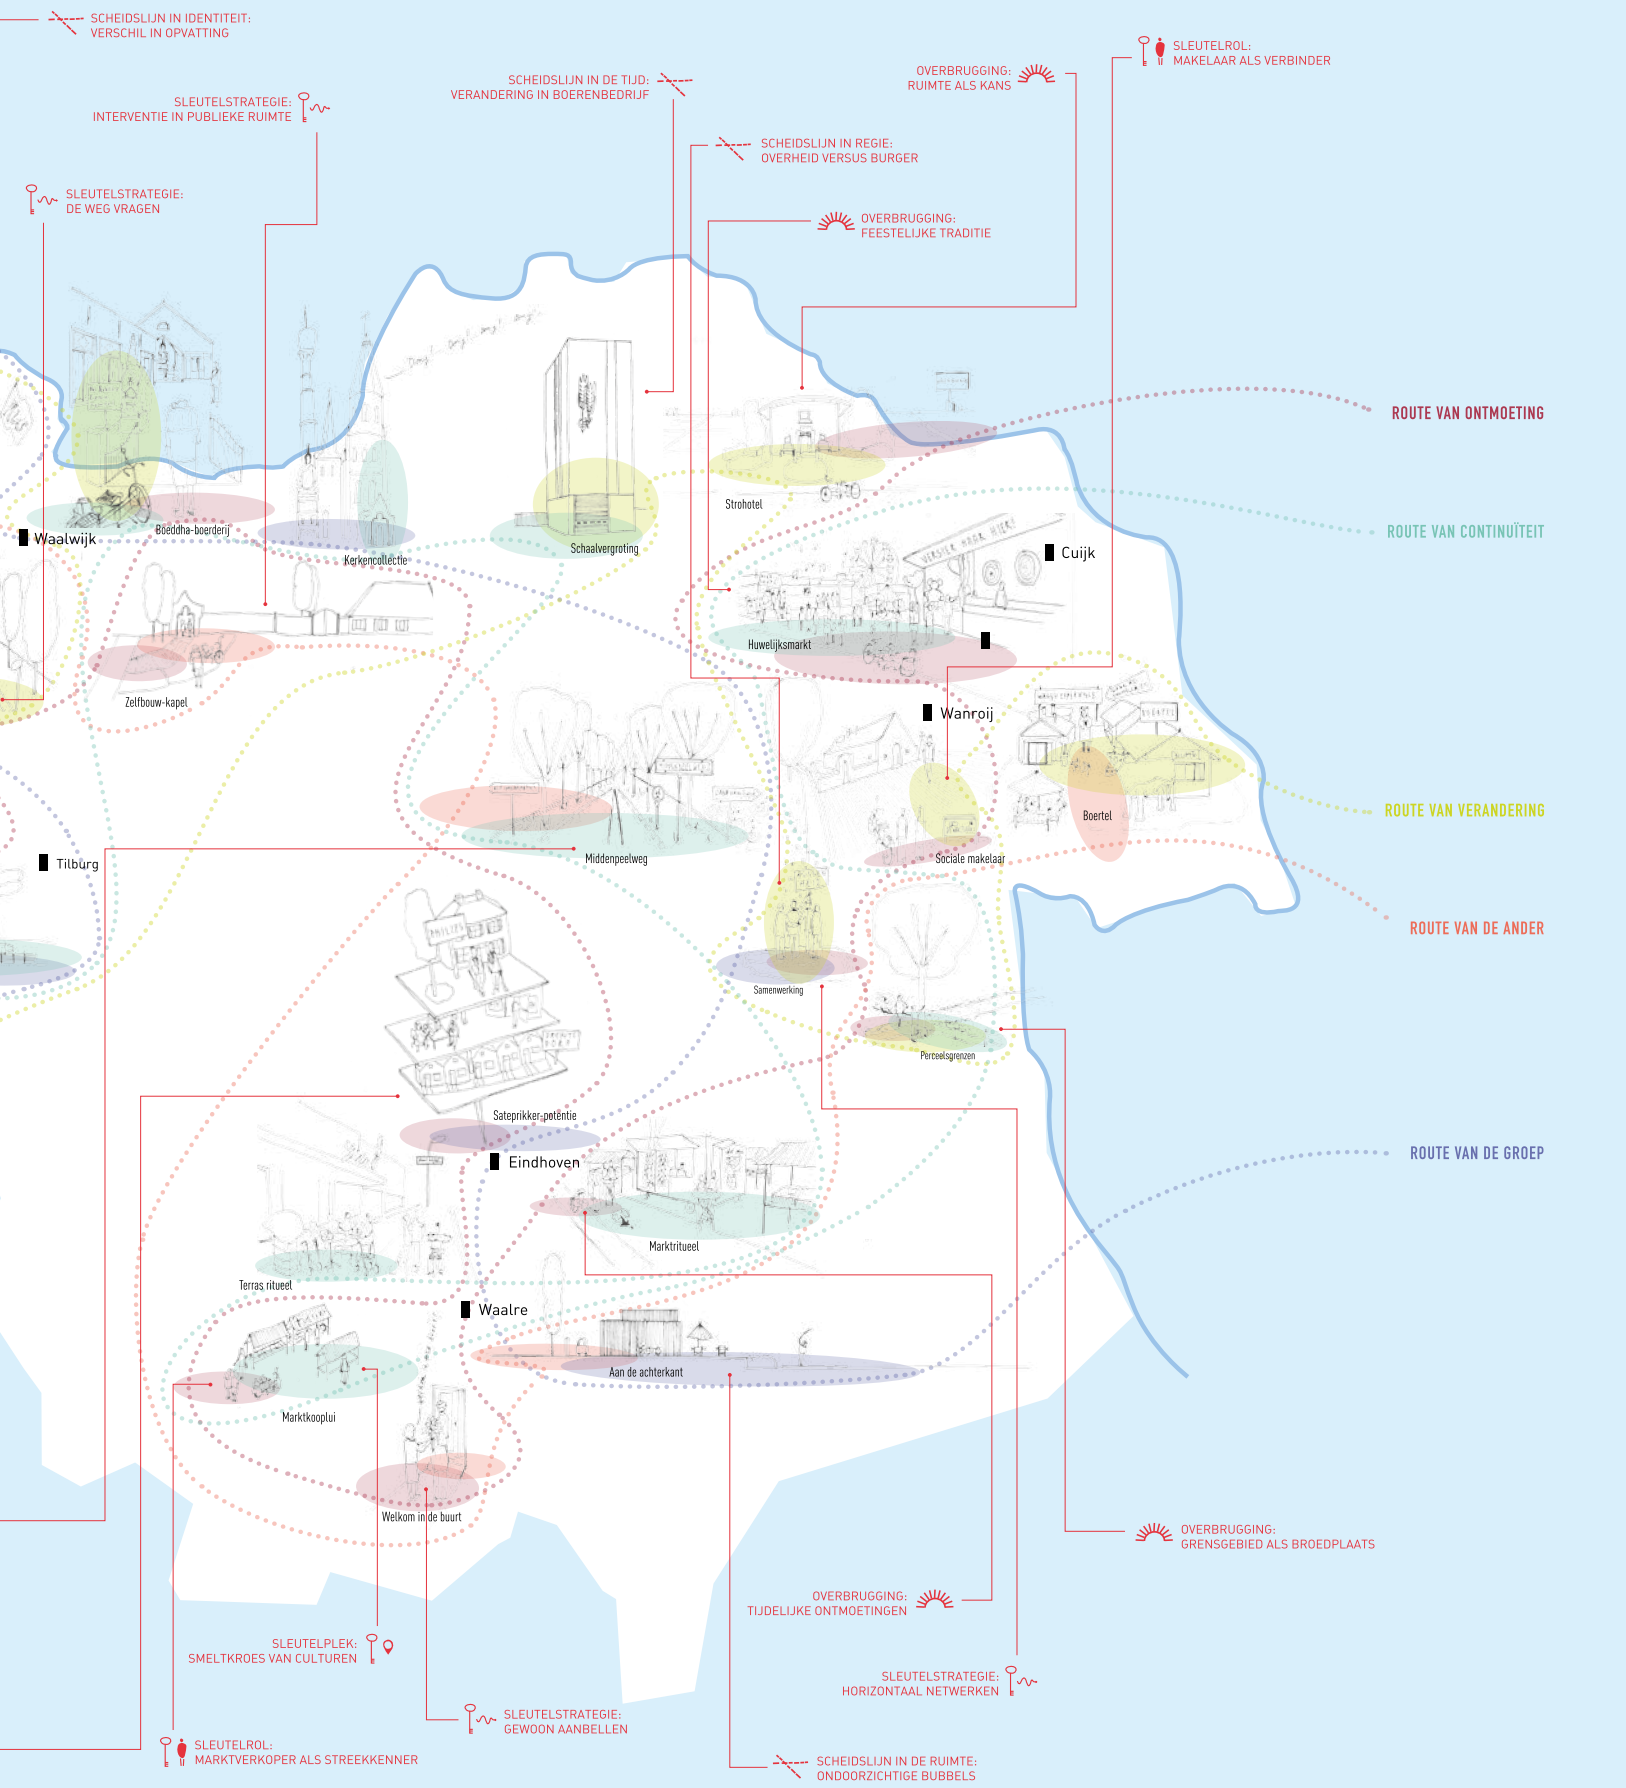 SCHEIDSLIJN IN IDENTITEIT:
VERSCHIL IN OPVATTING
SLEUTELROL:
MAKELAAR ALS VERBINDER
OVERBRUGGING:
RUIMTE ALS KANS
SCHEIDSLIJN IN DE TIJD:
VERANDERING IN BOERENBEDRIJF
SLEUTELSTRATEGIE:
INTERVENTIE IN PUBLIEKE RUIMTE
SCHEIDSLIJN IN REGIE:
OVERHEID VERSUS BURGER
SLEUTELSTRATEGIE:
DE WEG VRAGEN
OVERBRUGGING:
FEESTELIJKE TRADITIE
ROUTE VAN ONTMOETING
Strohotel
Boeddha-boerderij
ROUTE VAN CONTINUÏTEIT
Waalwijk
Schaalvergroting
Kerkencollectie
Cuijk
Huwelijksmarkt
Zelfbouw-kapel
Wanroij
ROUTE VAN VERANDERING
Boertel
Middenpeelweg
Sociale makelaar
Tilburg
PHILIPS
ROUTE VAN DE ANDER
Samenwerking
Perceelsgrenzen
Sateprikker-potentie
ROUTE VAN DE GROEP
Eindhoven
Marktritueel
Terras ritueel
Waalre
Aan de achterkant
Marktkooplui
Welkom in de buurt
OVERBRUGGING:
GRENSGEBIED ALS BROEDPLAATS
OVERBRUGGING:
TIJDELIJKE ONTMOETINGEN
SLEUTELPLEK:
SMELTKROES VAN CULTUREN
SLEUTELSTRATEGIE:
HORIZONTAAL NETWERKEN
SLEUTELSTRATEGIE:
GEWOON AANBELLEN
SLEUTELROL:
MARKTVERKOPER ALS STREEKKENNER
SCHEIDSLIJN IN DE RUIMTE:
ONDOORZICHTIGE BUBBELS